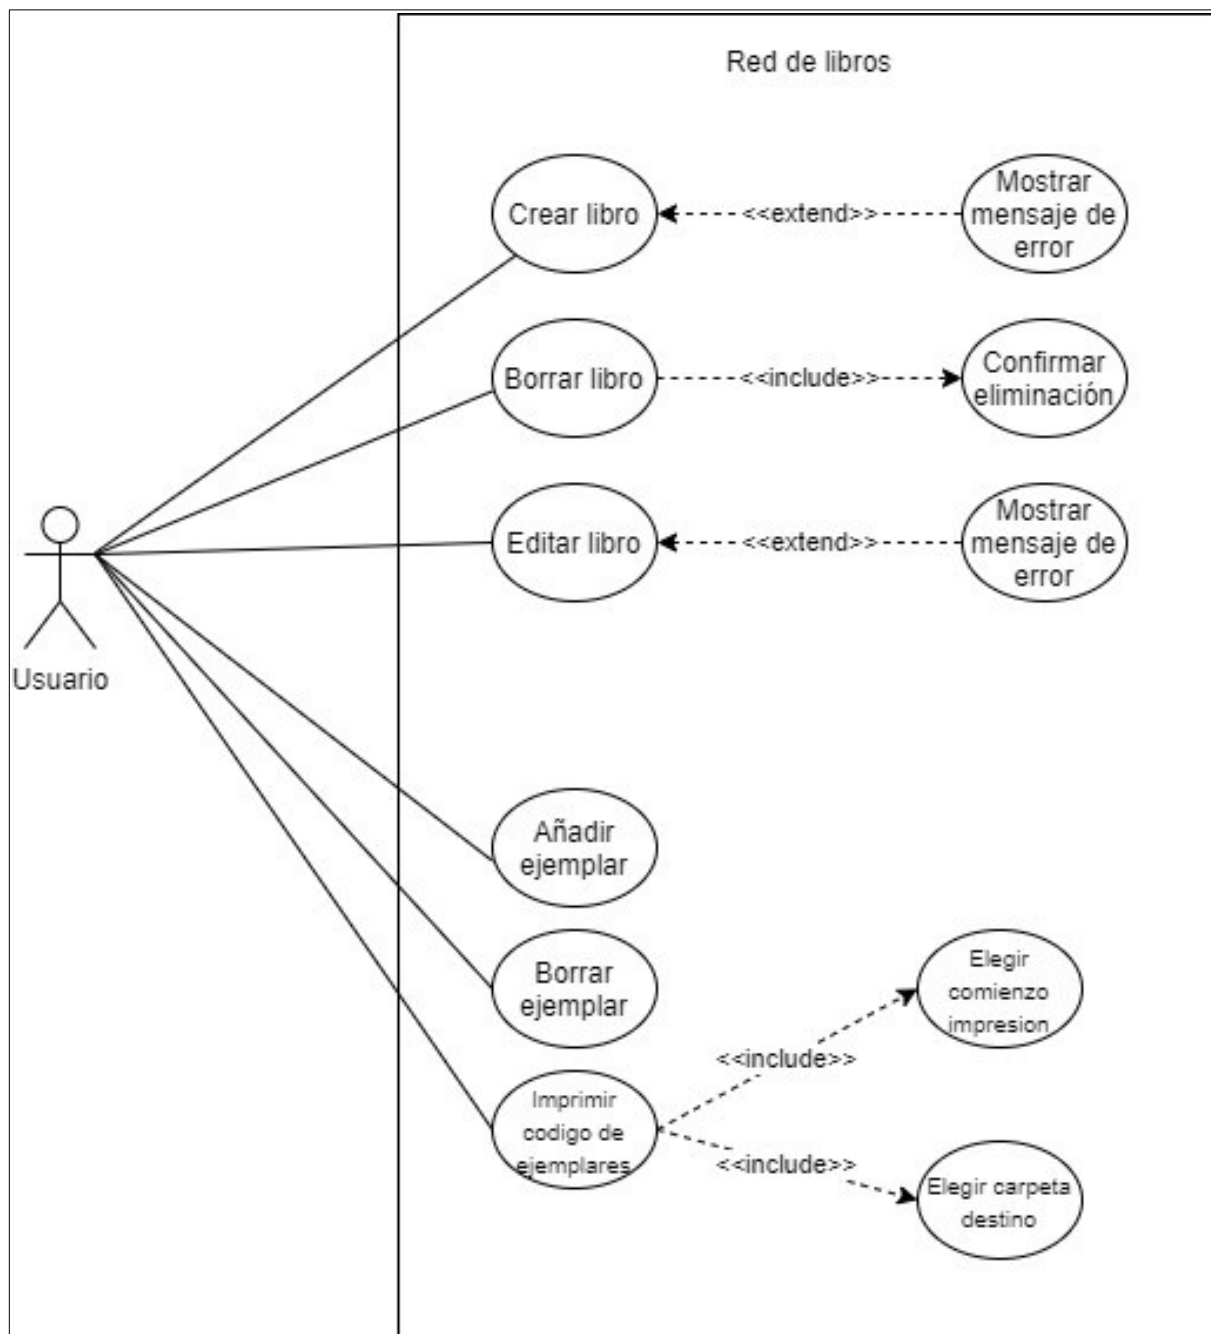 Red de libros
Crear libro
<<extend>>
Mostrar
mensaje de
error
Borrar libro
<<include>>
Confirmar
eliminación
Editar libro
<<extend>>
Mostrar
mensaje de
error
Usuario
Añadir
ejemplar
Borrar
ejemplar
Elegir
comienzo
impresion
<<include>>
Imprimir
codigo de
ejemplares
<<include>>
Elegir carpeta
destino